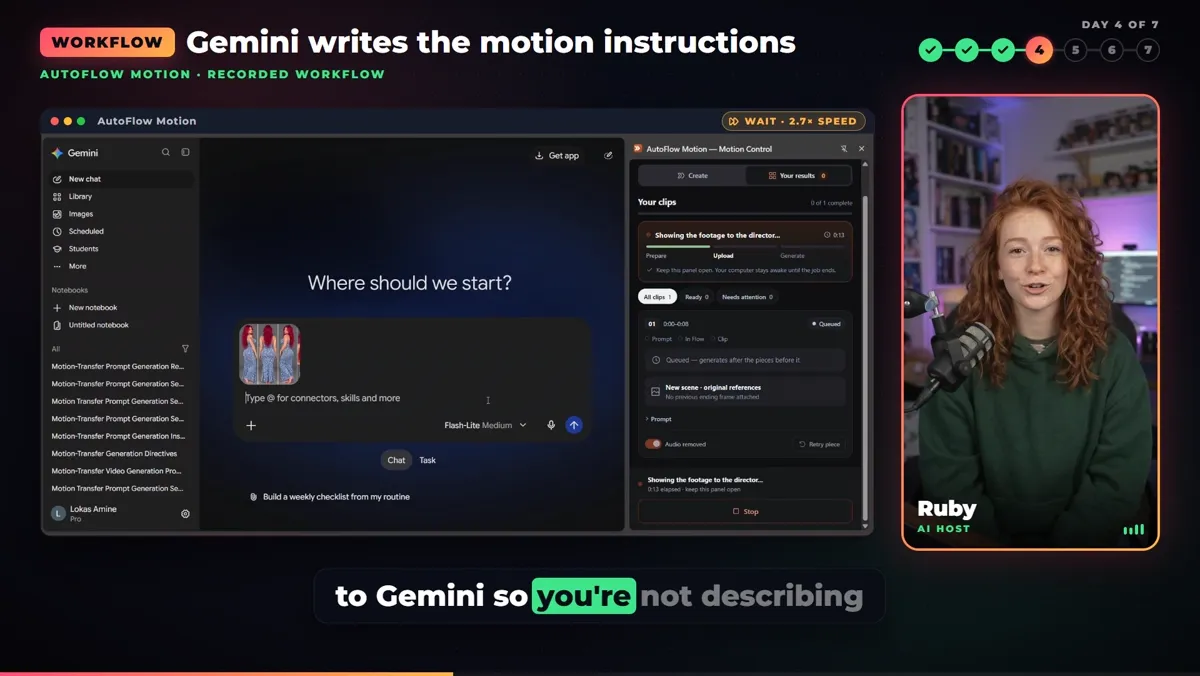 WORKFLOW Gemini writes the motion instructions
AUTOFLOW MOTION · RECORDED WORKFLOW
DAY 4 OF 7
4 5 6 7
AutoFlow Motion
WAIT · 2.7× SPEED
Gemini
New chat
Library
Images
Scheduled
Students
More
Notebooks
New notebook
Untitled notebook
All
Motion-Transfer Prompt Generation Re...
Motion-Transfer Prompt Generation Se...
Motion-Transfer Prompt Generation Se...
Motion-Transfer Prompt Generation Se...
Motion-Transfer Prompt Generation Ins...
Motion-Transfer Generation Directives
Motion-Transfer Video Generation Pro...
Motion Transfer Prompt Generation Se...
L
Lokas Amine
Pro
Get app
Where should we start?
Type @ for connectors, skills and more
Flash-Lite Medium
Chat Task
Build a weekly checklist from my routine
AutoFlow Motion — Motion Control
Create
Your results 0
Your clips
0 of 1 complete
Showing the footage to the director...
0:13
Prepare Upload Generate
Keep this panel open. Your computer stays awake until the job ends.
All clips 1 Ready 0 Needs attention 0
01 0:00–0:08
Queued
Prompt In Flow Clip
Queued — generates after the pieces before it
New scene · original references
No previous ending frame attached
Prompt
Audio removed
Retry piece
Showing the footage to the director...
0:13 elapsed · keep this panel open
Stop
Ruby
AI HOST
to Gemini so you're not describing